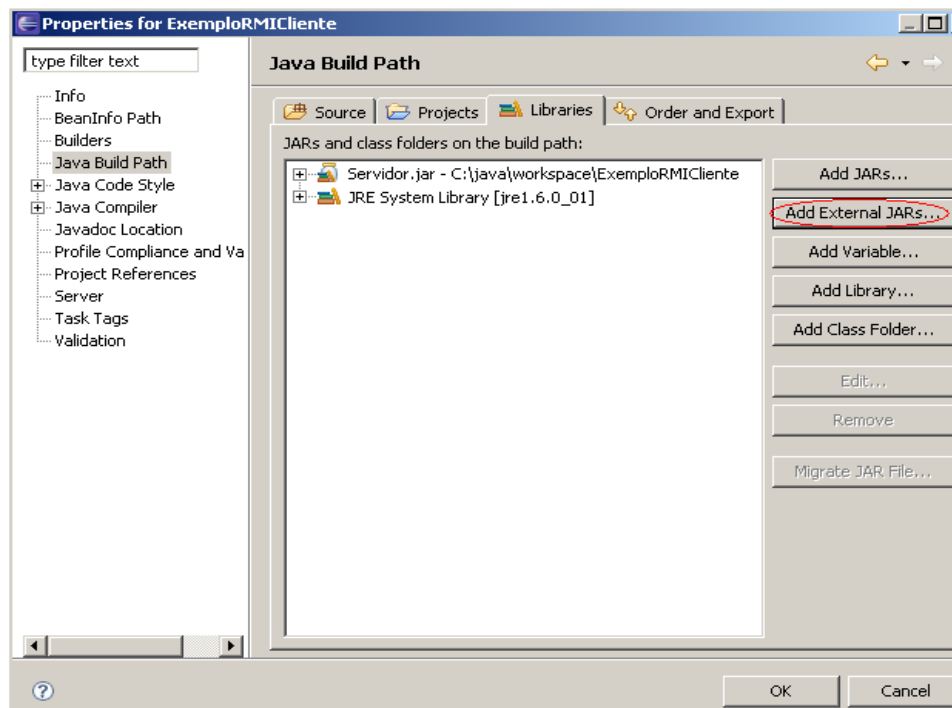 Properties for ExemploRMICliente
type filter text
Info
BeanInfo Path
Builders
Java Build Path
Java Code Style
Java Compiler
Javadoc Location
Profile Compliance and Va
Project References
Server
Task Tags
Validation
Java Build Path
Source Projects Libraries Order and Export
JARs and class folders on the build path:
Servidor.jar - C:\java\workspace\ExemploRMICliente
JRE System Library [jre1.6.0_01]
Add JARs...
Add External JARs...
Add Variable...
Add Library...
Add Class Folder...
Edit...
Remove
Migrate JAR File...
?
OK Cancel